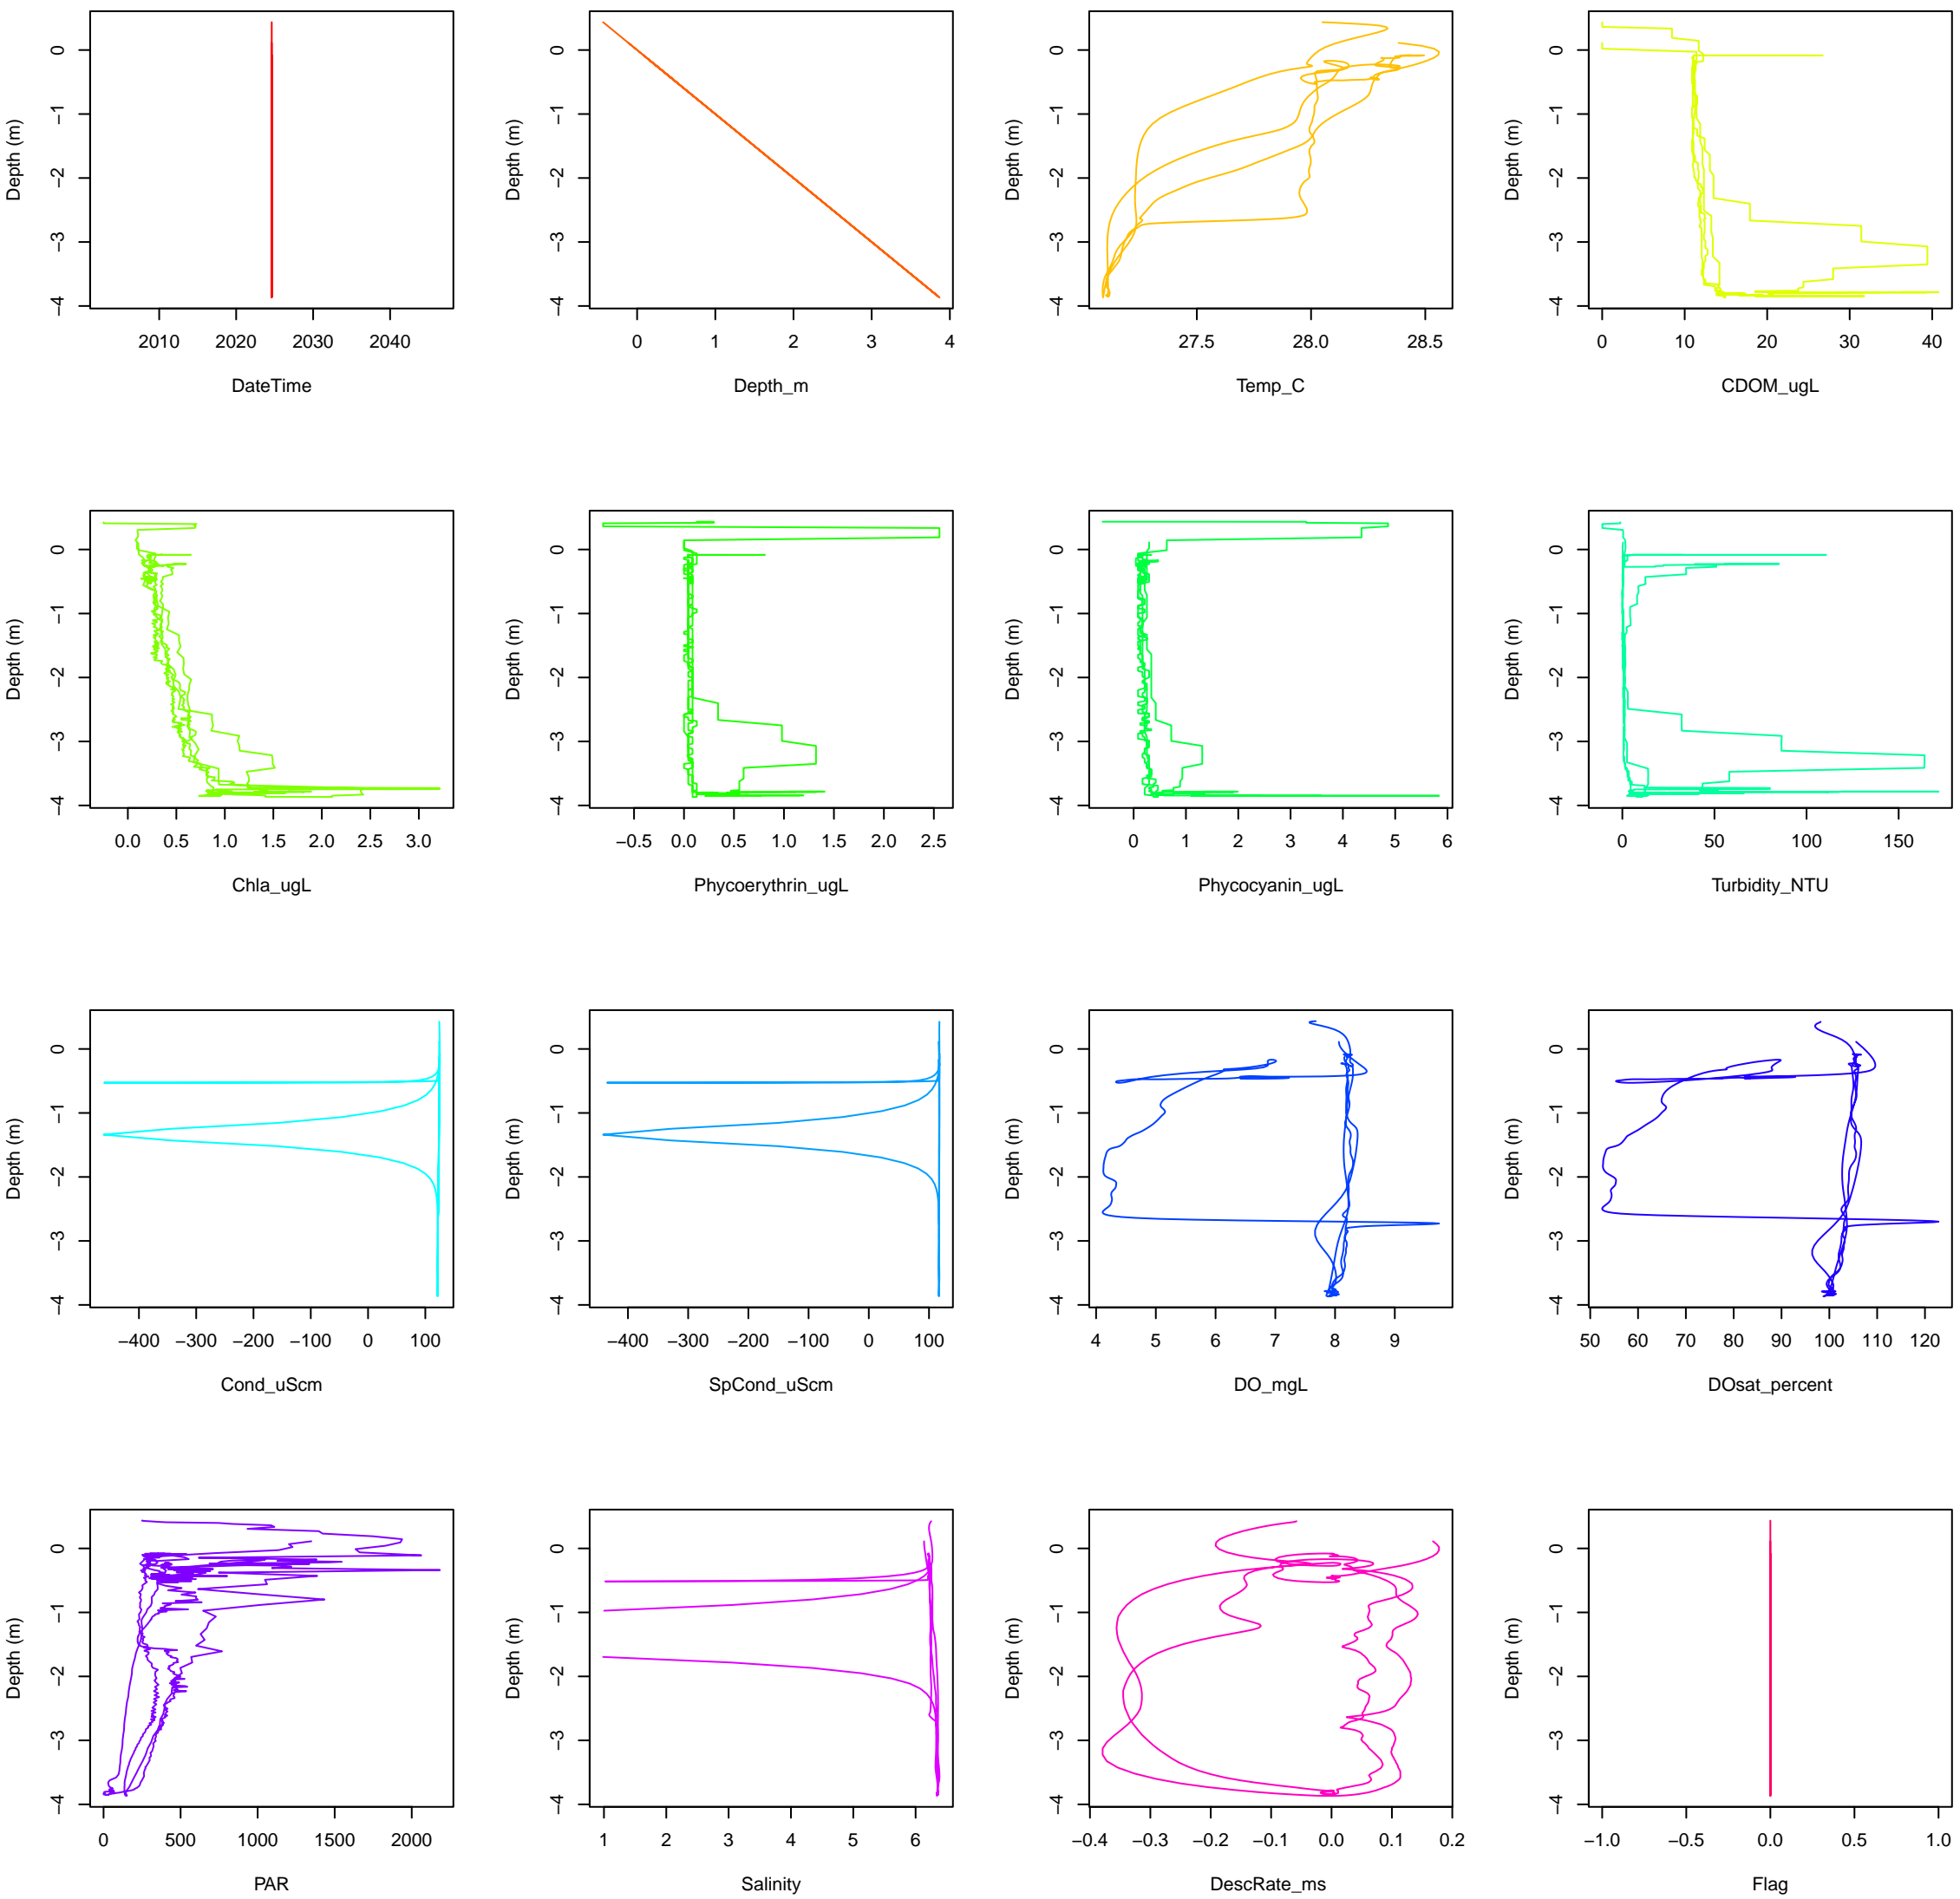 Depth (m)
0
−1
−2
−3
−4
2010 2020 2030 2040
DateTime
Depth (m)
0
−1
−2
−3
−4
0 1 2 3 4
Depth_m
Depth (m)
0
−1
−2
−3
−4
27.5 28.0 28.5
Temp_C
Depth (m)
0
−1
−2
−3
−4
0 10 20 30 40
CDOM_ugL
Depth (m)
0
−1
−2
−3
−4
0.0 0.5 1.0 1.5 2.0 2.5 3.0
Chla_ugL
Depth (m)
0
−1
−2
−3
−4
−0.5 0.0 0.5 1.0 1.5 2.0 2.5
Phycoerythrin_ugL
Depth (m)
0
−1
−2
−3
−4
0 1 2 3 4 5 6
Phycocyanin_ugL
Depth (m)
0
−1
−2
−3
−4
0 50 100 150
Turbidity_NTU
Depth (m)
0
−1
−2
−3
−4
−400 −300 −200 −100 0 100
Cond_uScm
Depth (m)
0
−1
−2
−3
−4
−400 −300 −200 −100 0 100
SpCond_uScm
Depth (m)
0
−1
−2
−3
−4
4 5 6 7 8 9
DO_mgL
Depth (m)
0
−1
−2
−3
−4
50 60 70 80 90 100 110 120
DOsat_percent
Depth (m)
0
−1
−2
−3
−4
0 500 1000 1500 2000
PAR
Depth (m)
0
−1
−2
−3
−4
1 2 3 4 5 6
Salinity
Depth (m)
0
−1
−2
−3
−4
−0.4 −0.3 −0.2 −0.1 0.0 0.1 0.2
DescRate_ms
Depth (m)
0
−1
−2
−3
−4
−1.0 −0.5 0.0 0.5 1.0
Flag